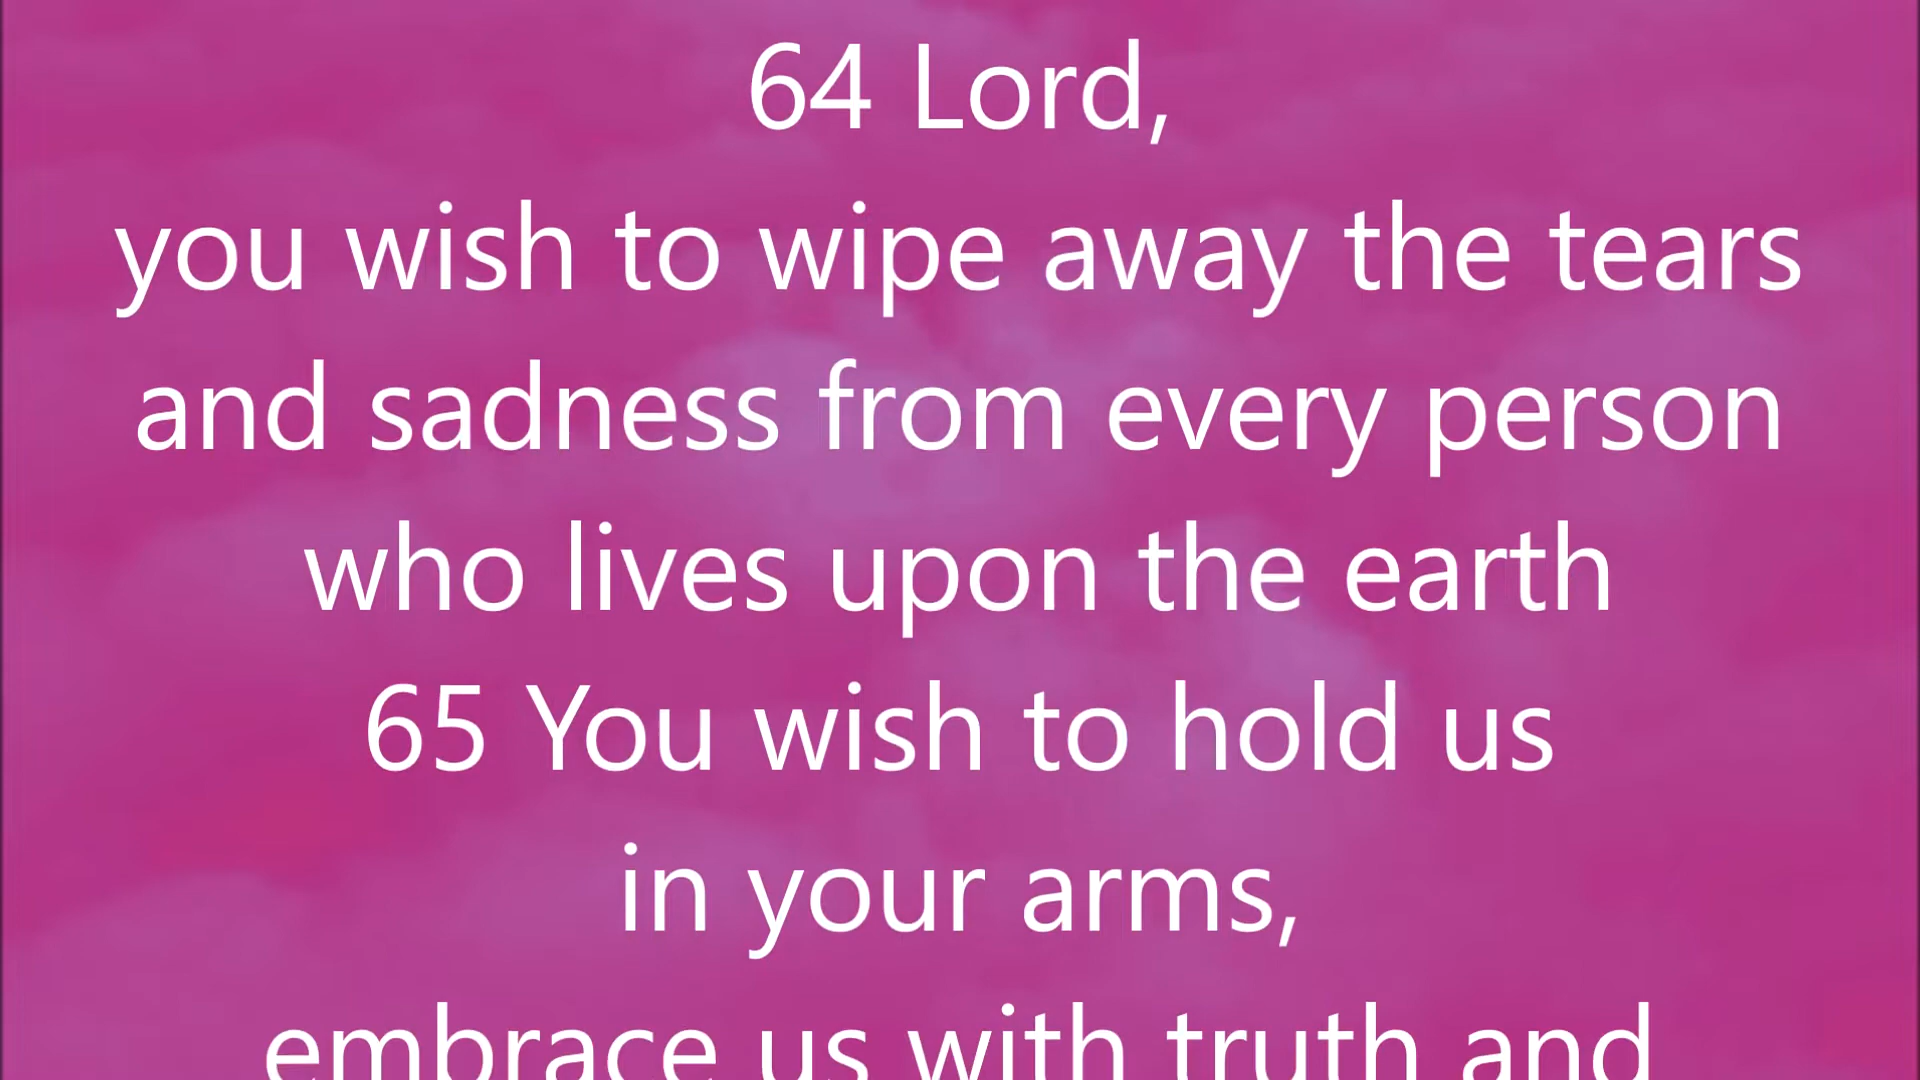 64 Lord,
you wish to wipe away the tears
and sadness from every person
who lives upon the earth
65 You wish to hold us
in your arms,
embrace us with truth and